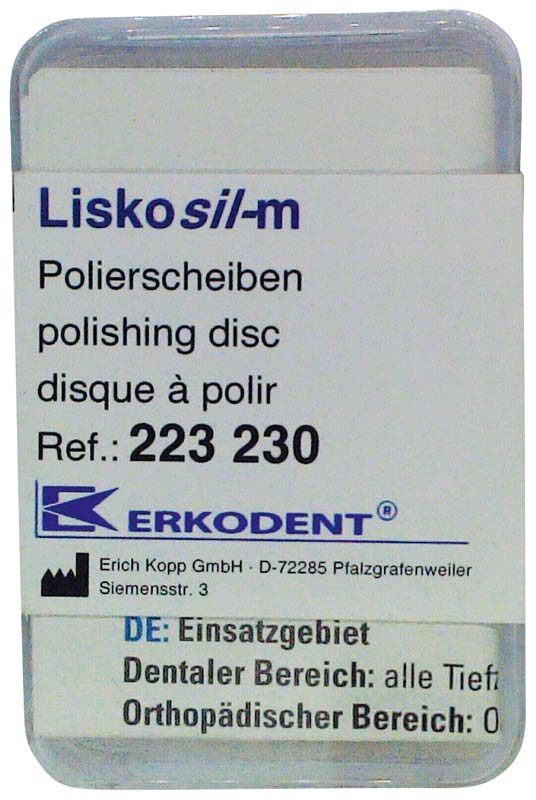 Liskosil-m
Polierscheiben
polishing disc
disque à polir
Ref.: 223 230
ERKODENT®
Erich Kopp GmbH · D-72285 Pfalzgrafenweiler
Siemensstr. 3
DE: Einsatzgebiet
Dentaler Bereich: alle
Orthopädischer Bereich: